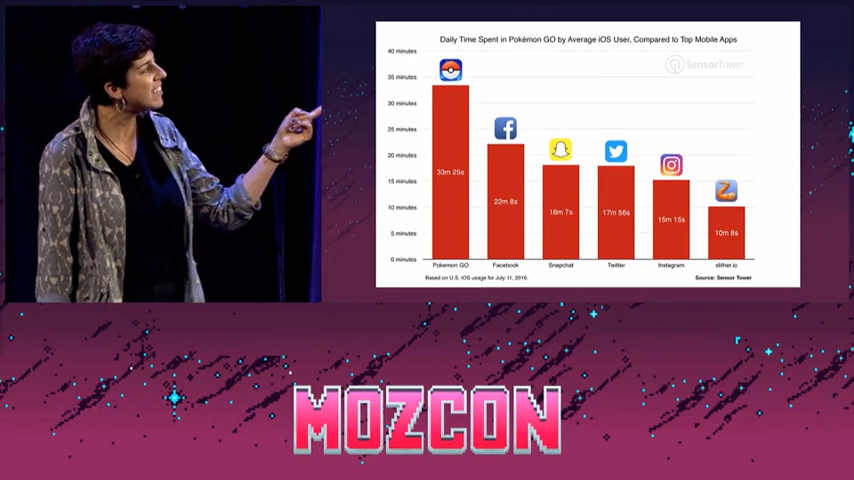 Daily Time Spent in Pokémon GO by Average iOS User, Compared to Top Mobile Apps
SensorTower
40 minutes
35 minutes
30 minutes
25 minutes
20 minutes
15 minutes
10 minutes
5 minutes
0 minutes
33m 25s
22m 8s
18m 7s
17m 56s
15m 15s
10m 8s
Pokemon GO
Facebook
Snapchat
Twitter
Instagram
slither.io
Based on U.S. iOS usage for July 11, 2016.
Source: Sensor Tower
MOZCON